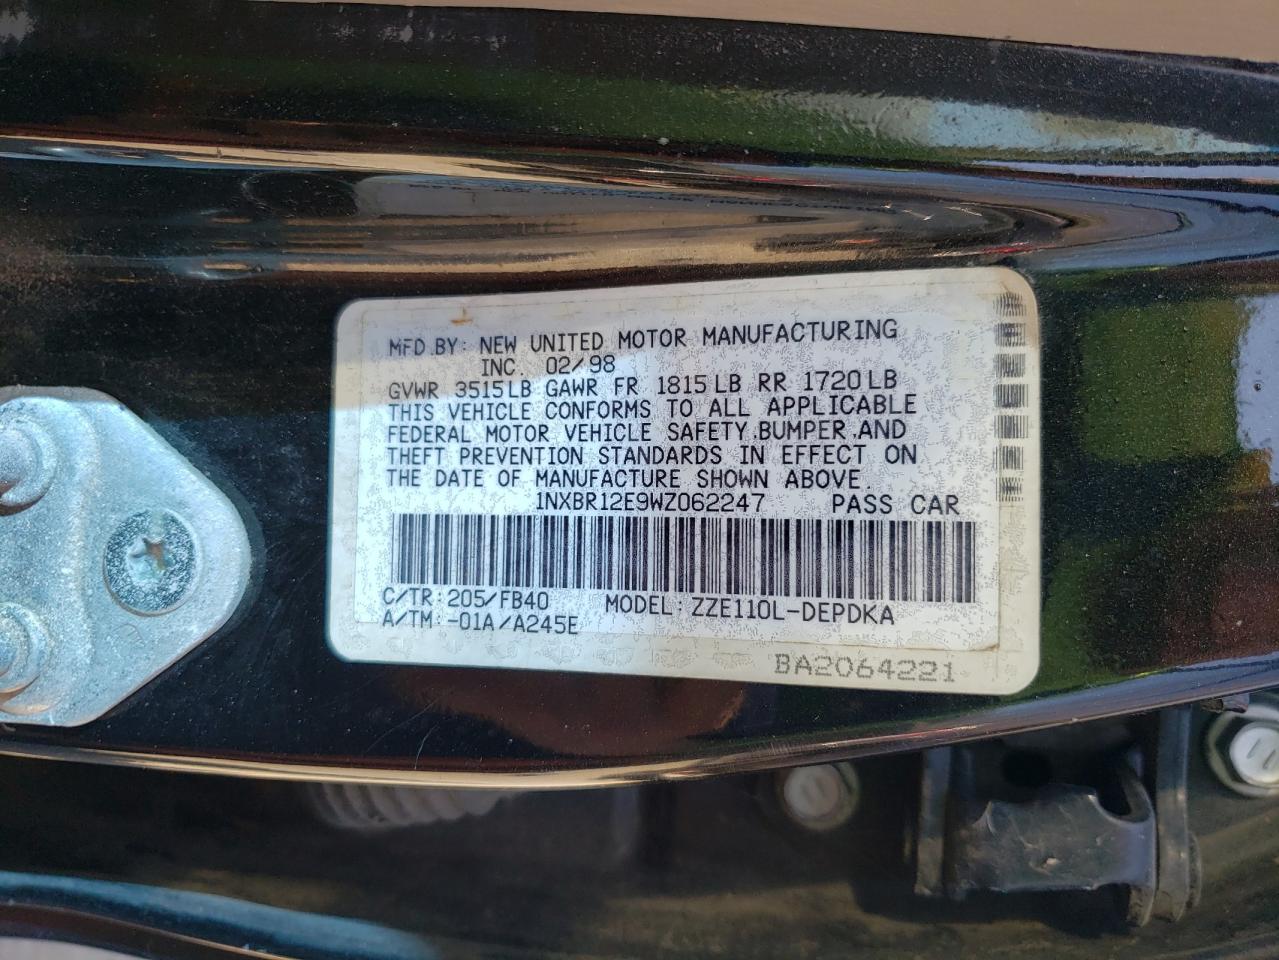 MFD.BY: NEW UNITED MOTOR MANUFACTURING
INC. 02/98
GVWR 3515LB GAWR FR 1815LB RR 1720LB
THIS VEHICLE CONFORMS TO ALL APPLICABLE
FEDERAL MOTOR VEHICLE SAFETY,BUMPER,AND
THEFT PREVENTION STANDARDS IN EFFECT ON
THE DATE OF MANUFACTURE SHOWN ABOVE.
1NXBR12E9WZ062247 PASS CAR
C/TR:205/FB40 MODEL:ZZE110L-DEPDKA
A/TM:-01A/A245E
BA2064221